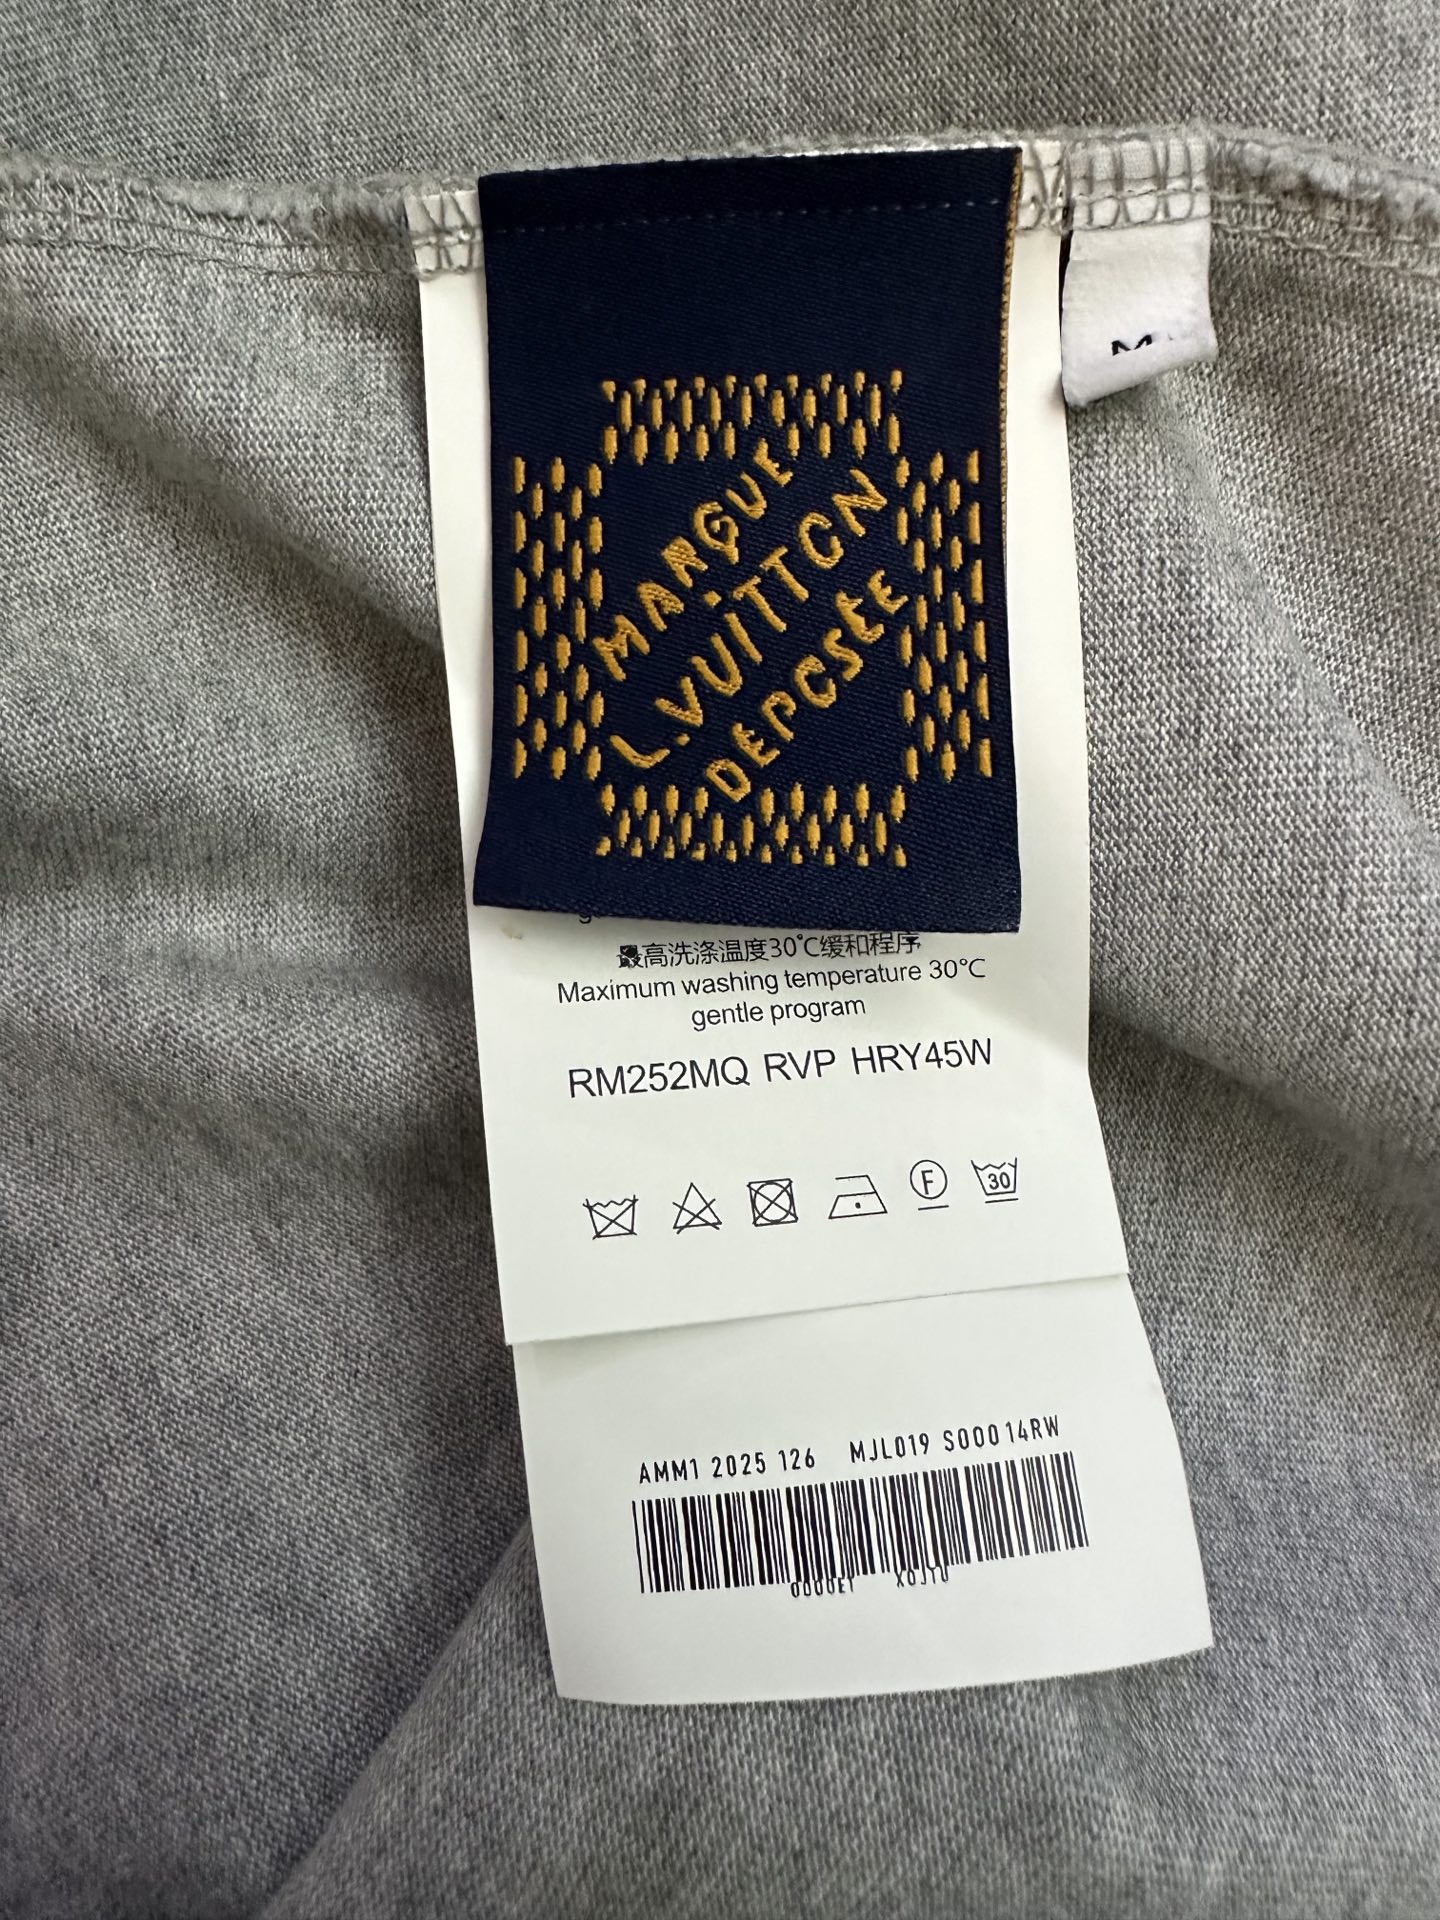 M
MARQUE
L.VUITTON
DÉPOSÉE
最高洗涤温度30℃缓和程序
Maximum washing temperature 30℃
gentle program
RM252MQ RVP HRY45W
F
30
AMM1 2025 126 MJL019 S00014RW